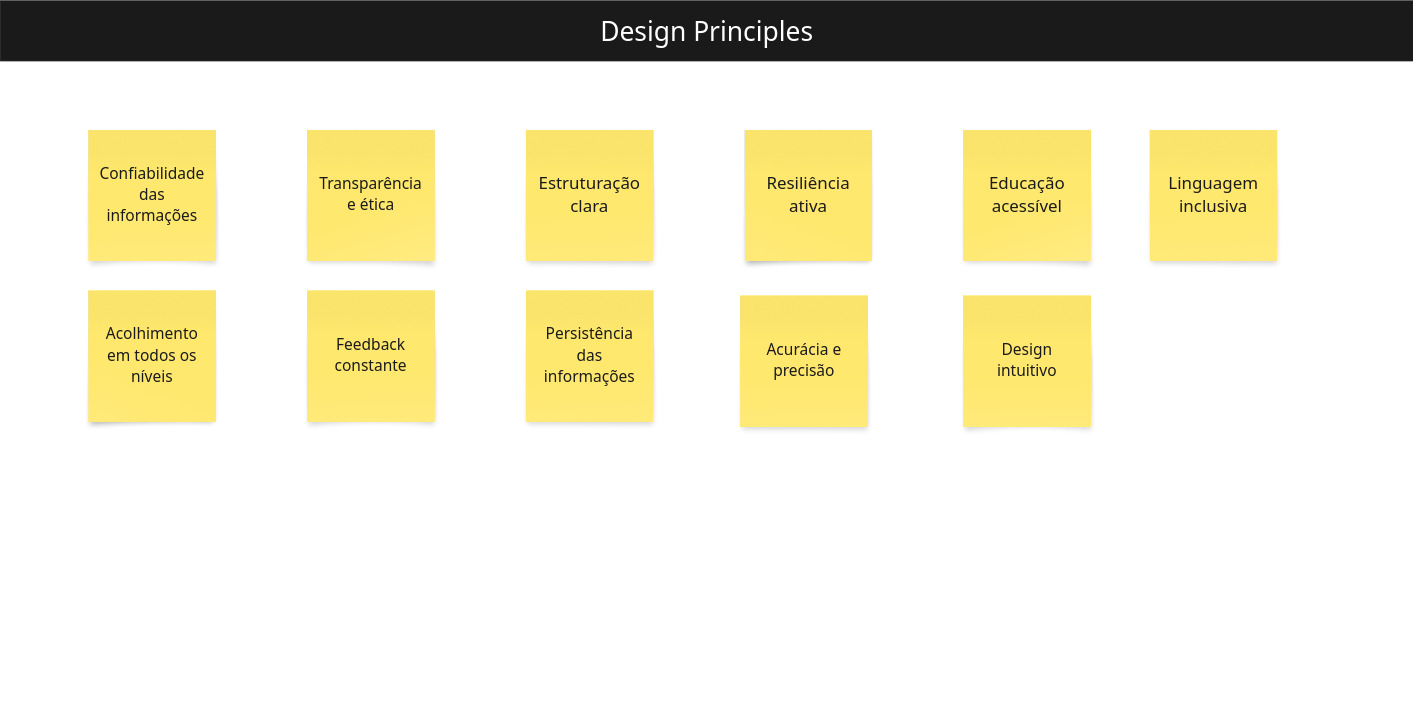 Design Principles
Confiabilidade
das
informações
Transparência
e ética
Estruturação
clara
Resiliência
ativa
Educação
acessível
Linguagem
inclusiva
Acolhimento
em todos os
níveis
Feedback
constante
Persistência
das
informações
Acurácia e
precisão
Design
intuitivo